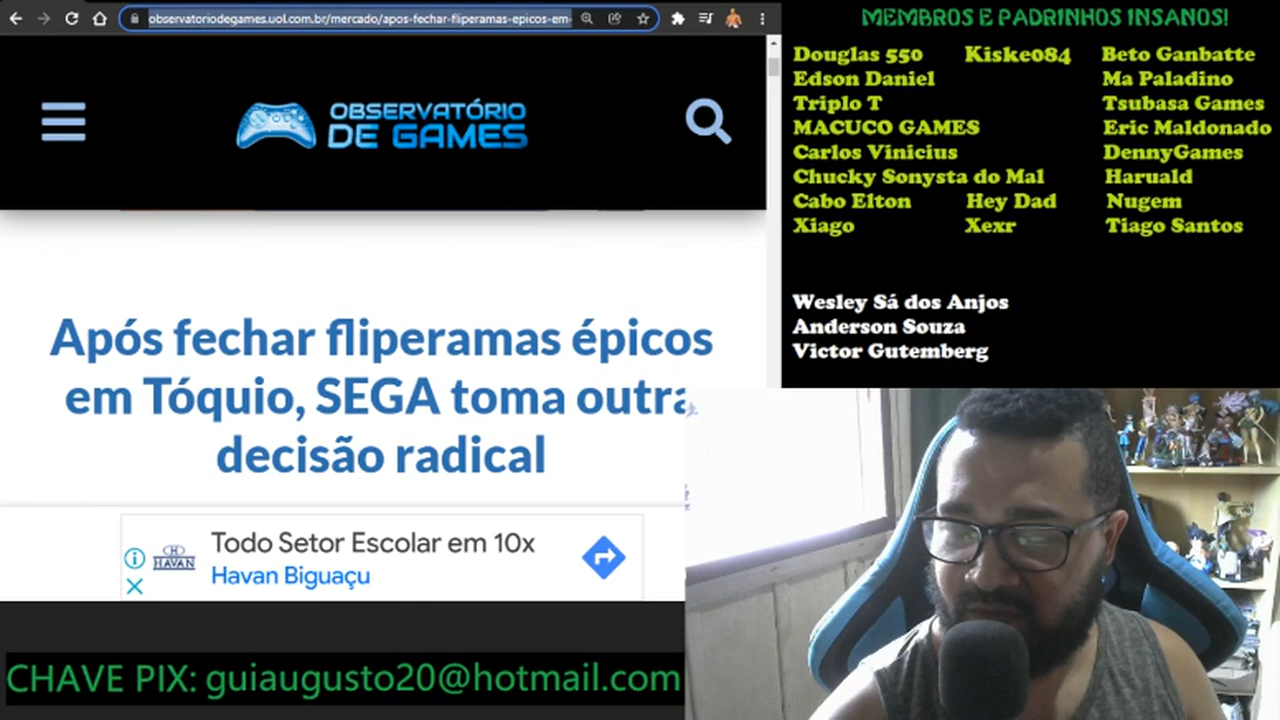 observatoriodegames.uol.com.br/mercado/apos-fechar-fliperamas-epicos-em-
OBSERVATÓRIO
DE GAMES
Após fechar fliperamas épicos
em Tóquio, SEGA toma outra
decisão radical
Todo Setor Escolar em 10x
HAVAN
Havan Biguaçu
CHAVE PIX: guiaugusto20@hotmail.com
MEMBROS E PADRINHOS INSANOS!
Douglas 550 Kiske084 Beto Ganbatte
Edson Daniel Ma Paladino
Triplo T Tsubasa Games
MACUCO GAMES Eric Maldonado
Carlos Vinicius DennyGames
Chucky Sonysta do Mal Haruald
Cabo Elton Hey Dad Nugem
Xiago Xexr Tiago Santos
Wesley Sá dos Anjos
Anderson Souza
Victor Gutemberg